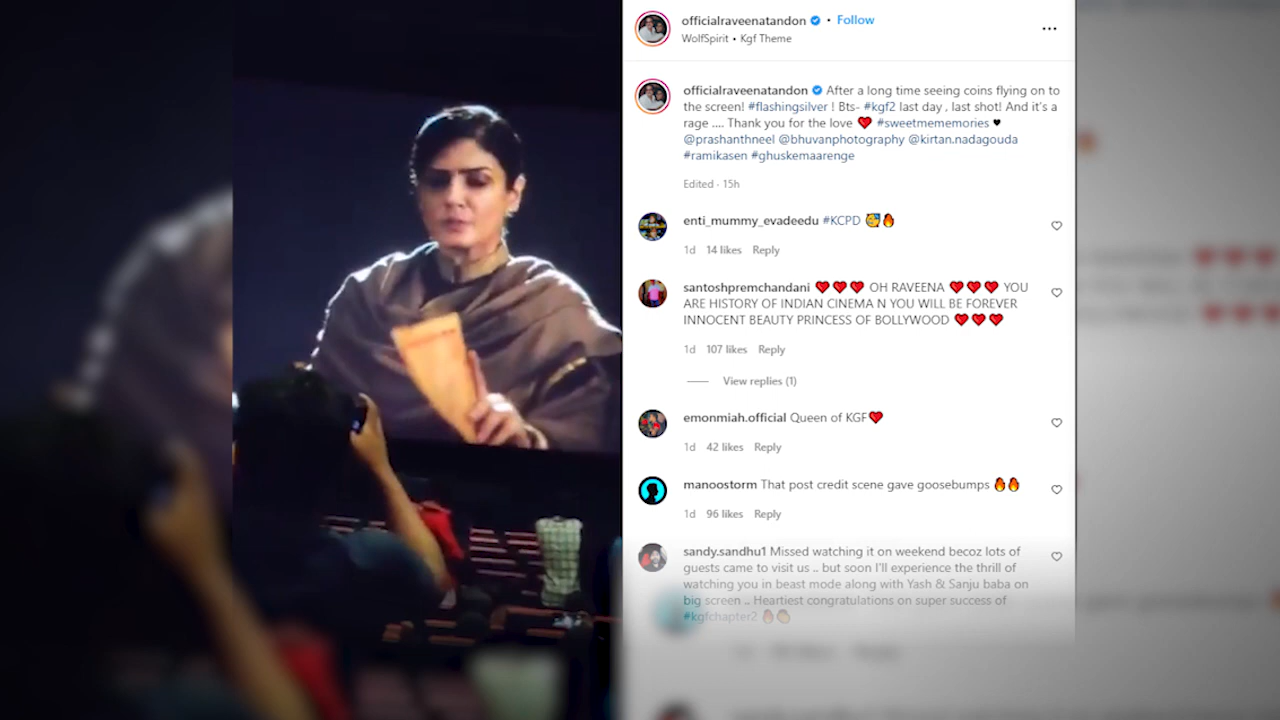 officialraveenatandon • Follow
WolfSpirit • Kgf Theme
officialraveenatandon After a long time seeing coins flying on to
the screen! #flashingsilver ! Bts- #kgf2 last day , last shot! And it's a
rage .... Thank you for the love ❤️ #sweetmememories ♥
@prashanthneel @bhuvanphotography @kirtan.nadagouda
#ramikasen #ghuskemaarenge
Edited · 15h
enti_mummy_evadeedu #KCPD 🥳🔥
1d 14 likes Reply
santoshpremchandani ❤️❤️❤️ OH RAVEENA ❤️❤️❤️ YOU
ARE HISTORY OF INDIAN CINEMA N YOU WILL BE FOREVER
INNOCENT BEAUTY PRINCESS OF BOLLYWOOD ❤️❤️❤️
1d 107 likes Reply
View replies (1)
emonmiah.official Queen of KGF❤️
1d 42 likes Reply
manoostorm That post credit scene gave goosebumps 🔥🔥
1d 96 likes Reply
sandy.sandhu1 Missed watching it on weekend becoz lots of
guests came to visit us .. but soon I'll experience the thrill of
watching you in beast mode along with Yash & Sanju baba on
big screen .. Heartiest congratulations on super success of
#kgfchapter2 🔥👏